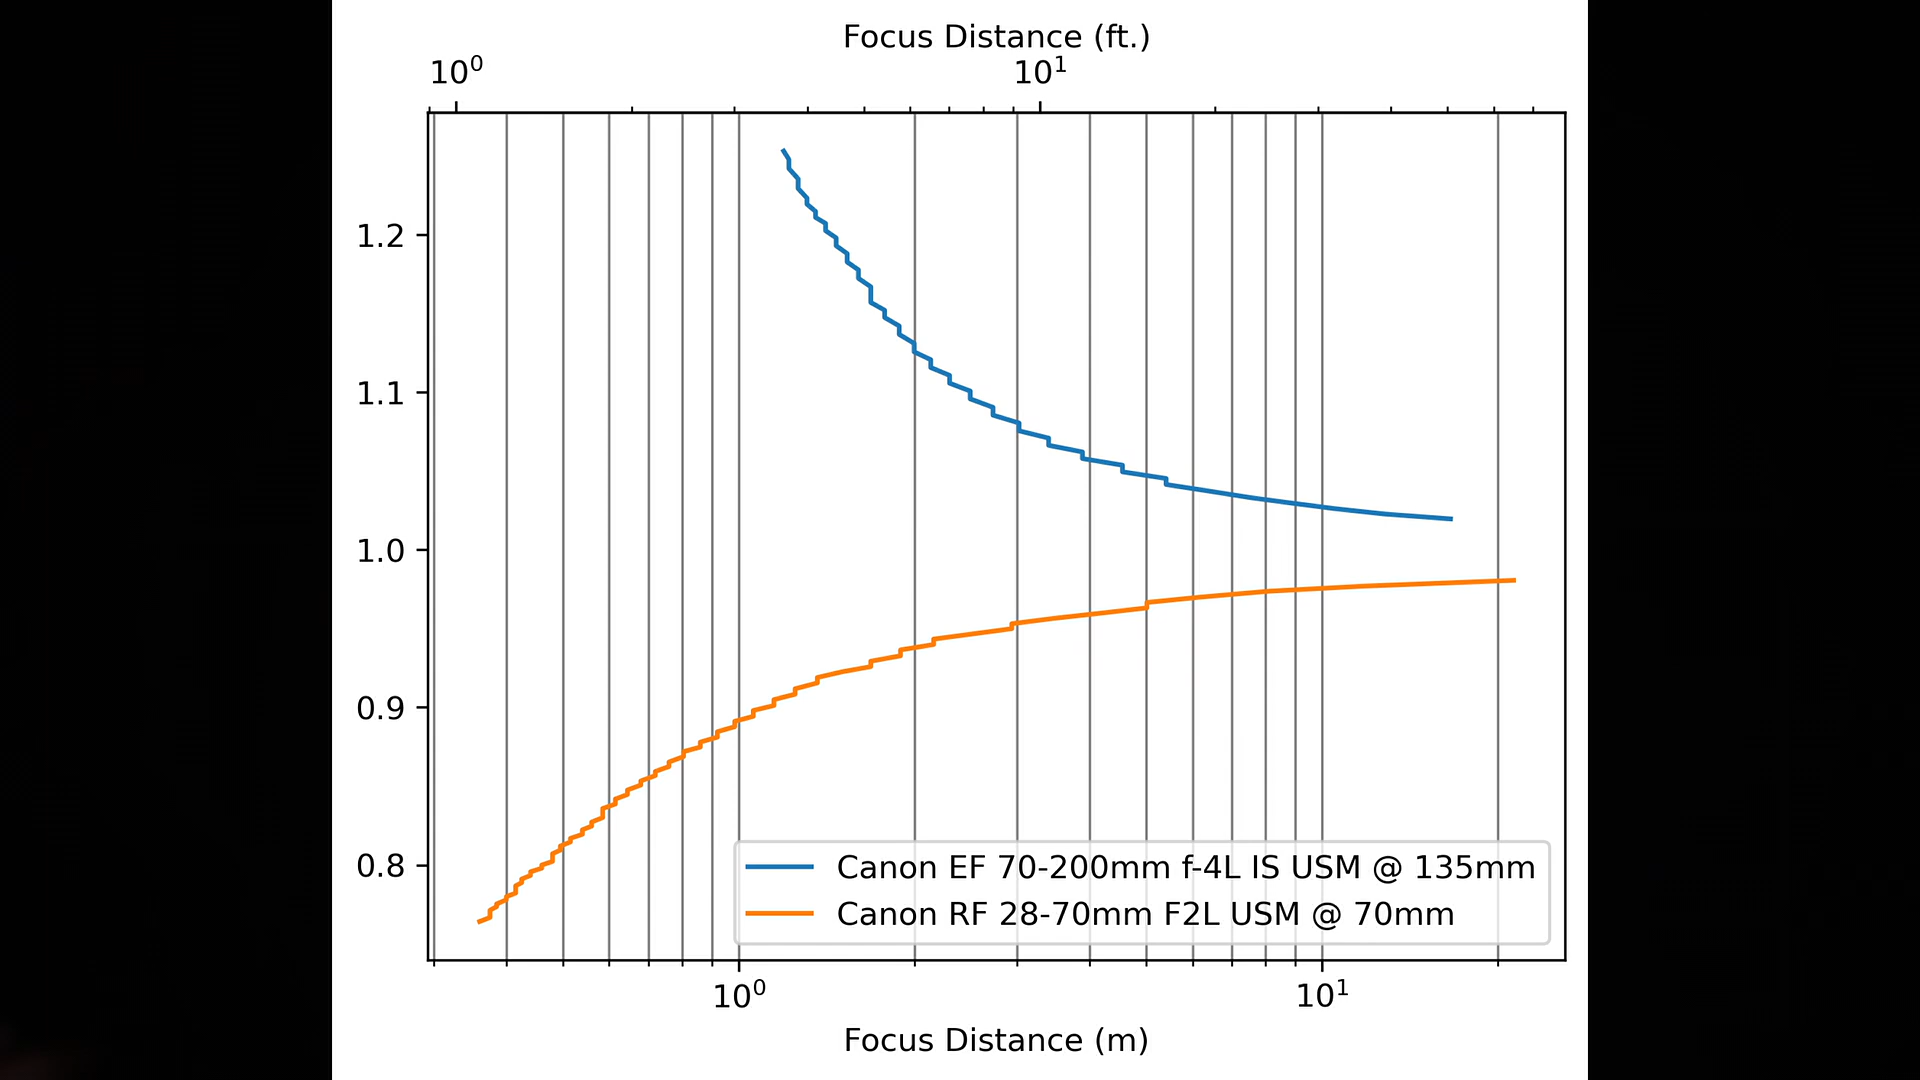 Focus Distance (ft.)
10⁰ 10¹
1.2
1.1
1.0
0.9
0.8
Canon EF 70-200mm f-4L IS USM @ 135mm
Canon RF 28-70mm F2L USM @ 70mm
10⁰ 10¹
Focus Distance (m)